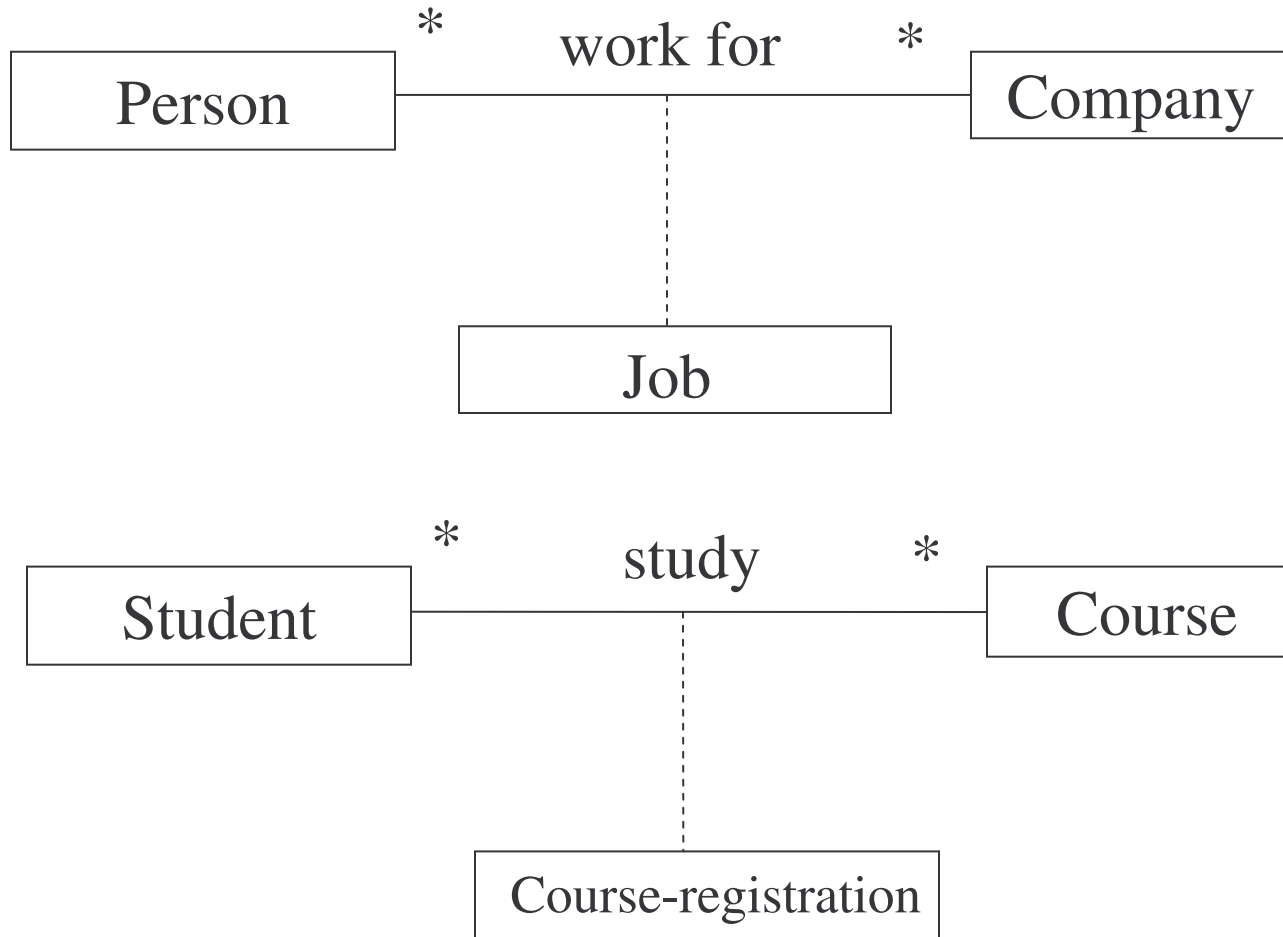 * work for *
Person Company
Job
* study *
Student Course
Course-registration